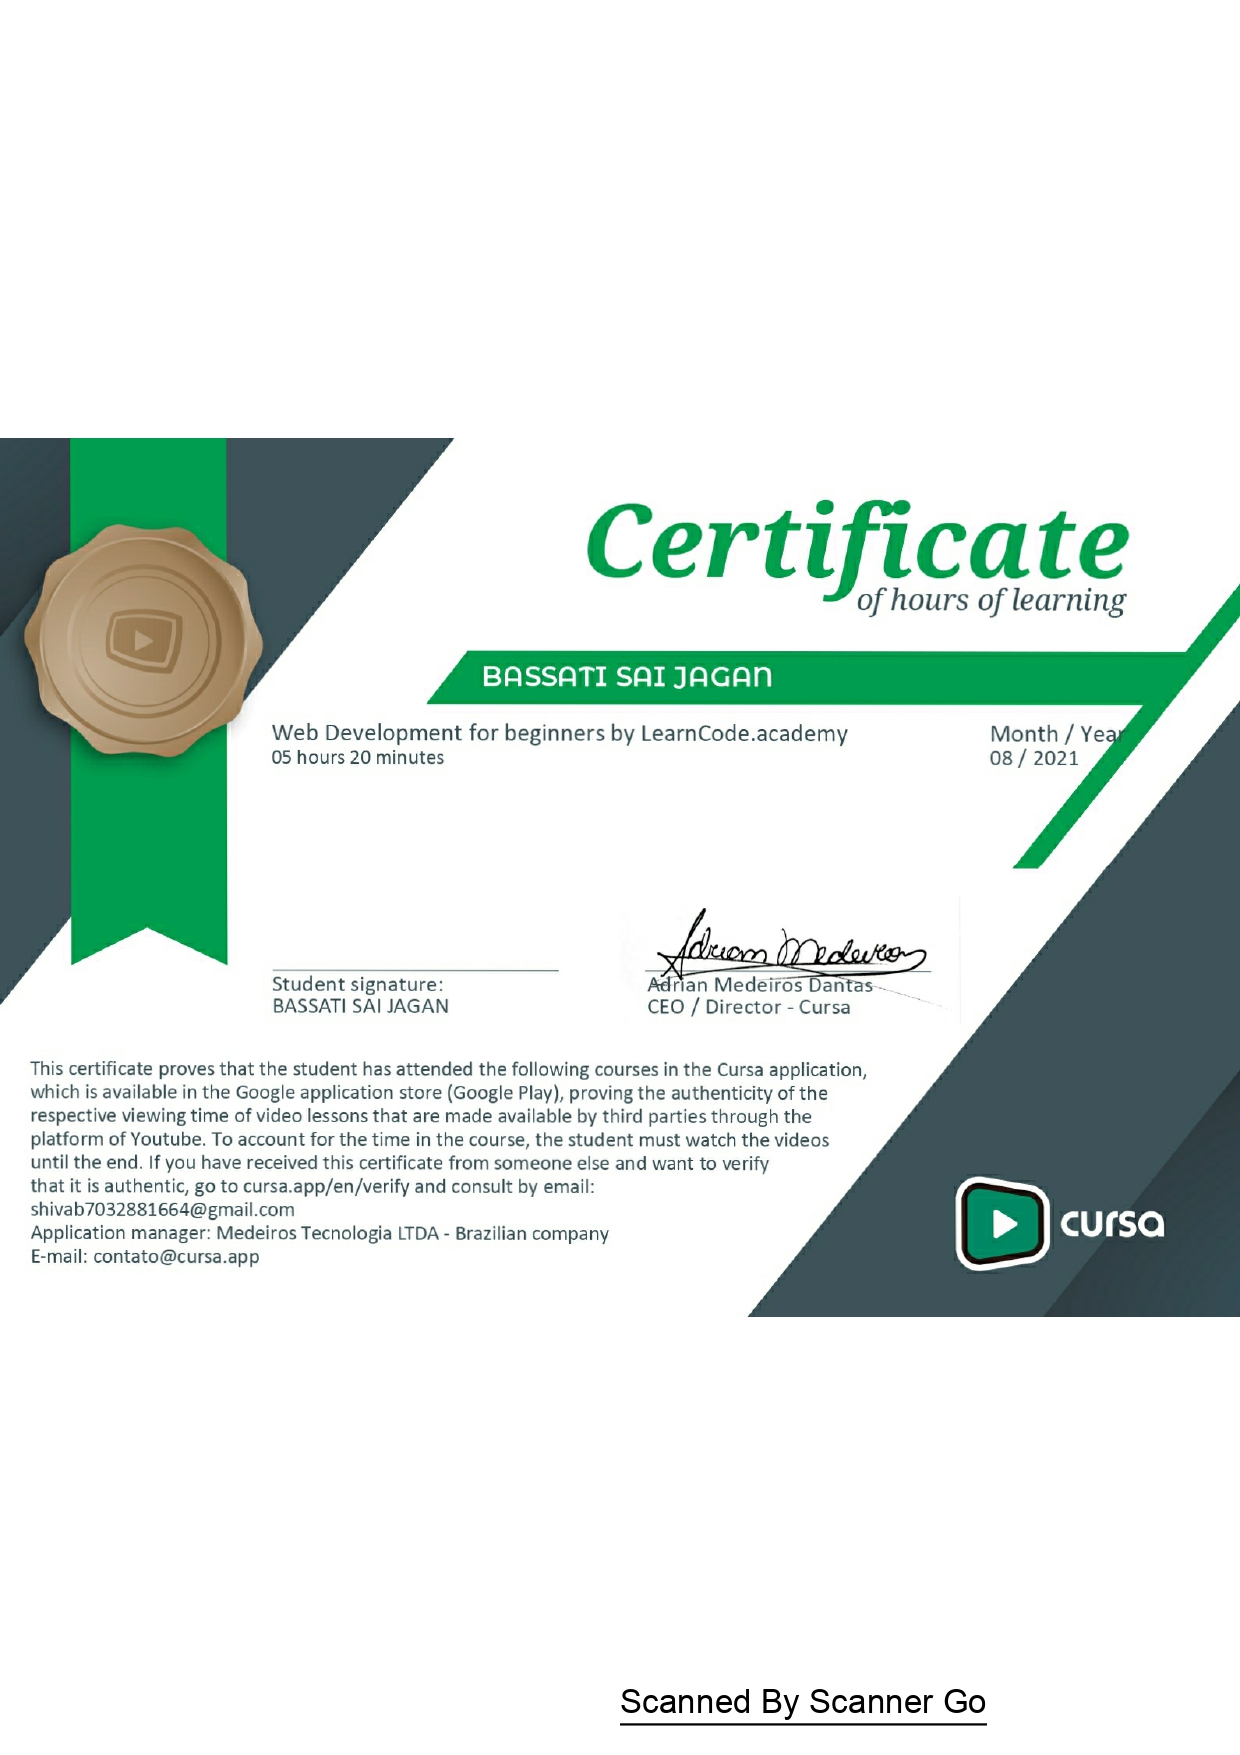 Certificate
of hours of learning
BASSATI SAI JAGAN
Web Development for beginners by LearnCode.academy
05 hours 20 minutes
Month / Year
08 / 2021
Adrian Medeiros
Student signature:
BASSATI SAI JAGAN
Adrian Medeiros Dantas
CEO / Director - Cursa
This certificate proves that the student has attended the following courses in the Cursa application,
which is available in the Google application store (Google Play), proving the authenticity of the
respective viewing time of video lessons that are made available by third parties through the
platform of Youtube. To account for the time in the course, the student must watch the videos
until the end. If you have received this certificate from someone else and want to verify
that it is authentic, go to cursa.app/en/verify and consult by email:
shivab7032881664@gmail.com
Application manager: Medeiros Tecnologia LTDA - Brazilian company
E-mail: contato@cursa.app
cursa
Scanned By Scanner Go